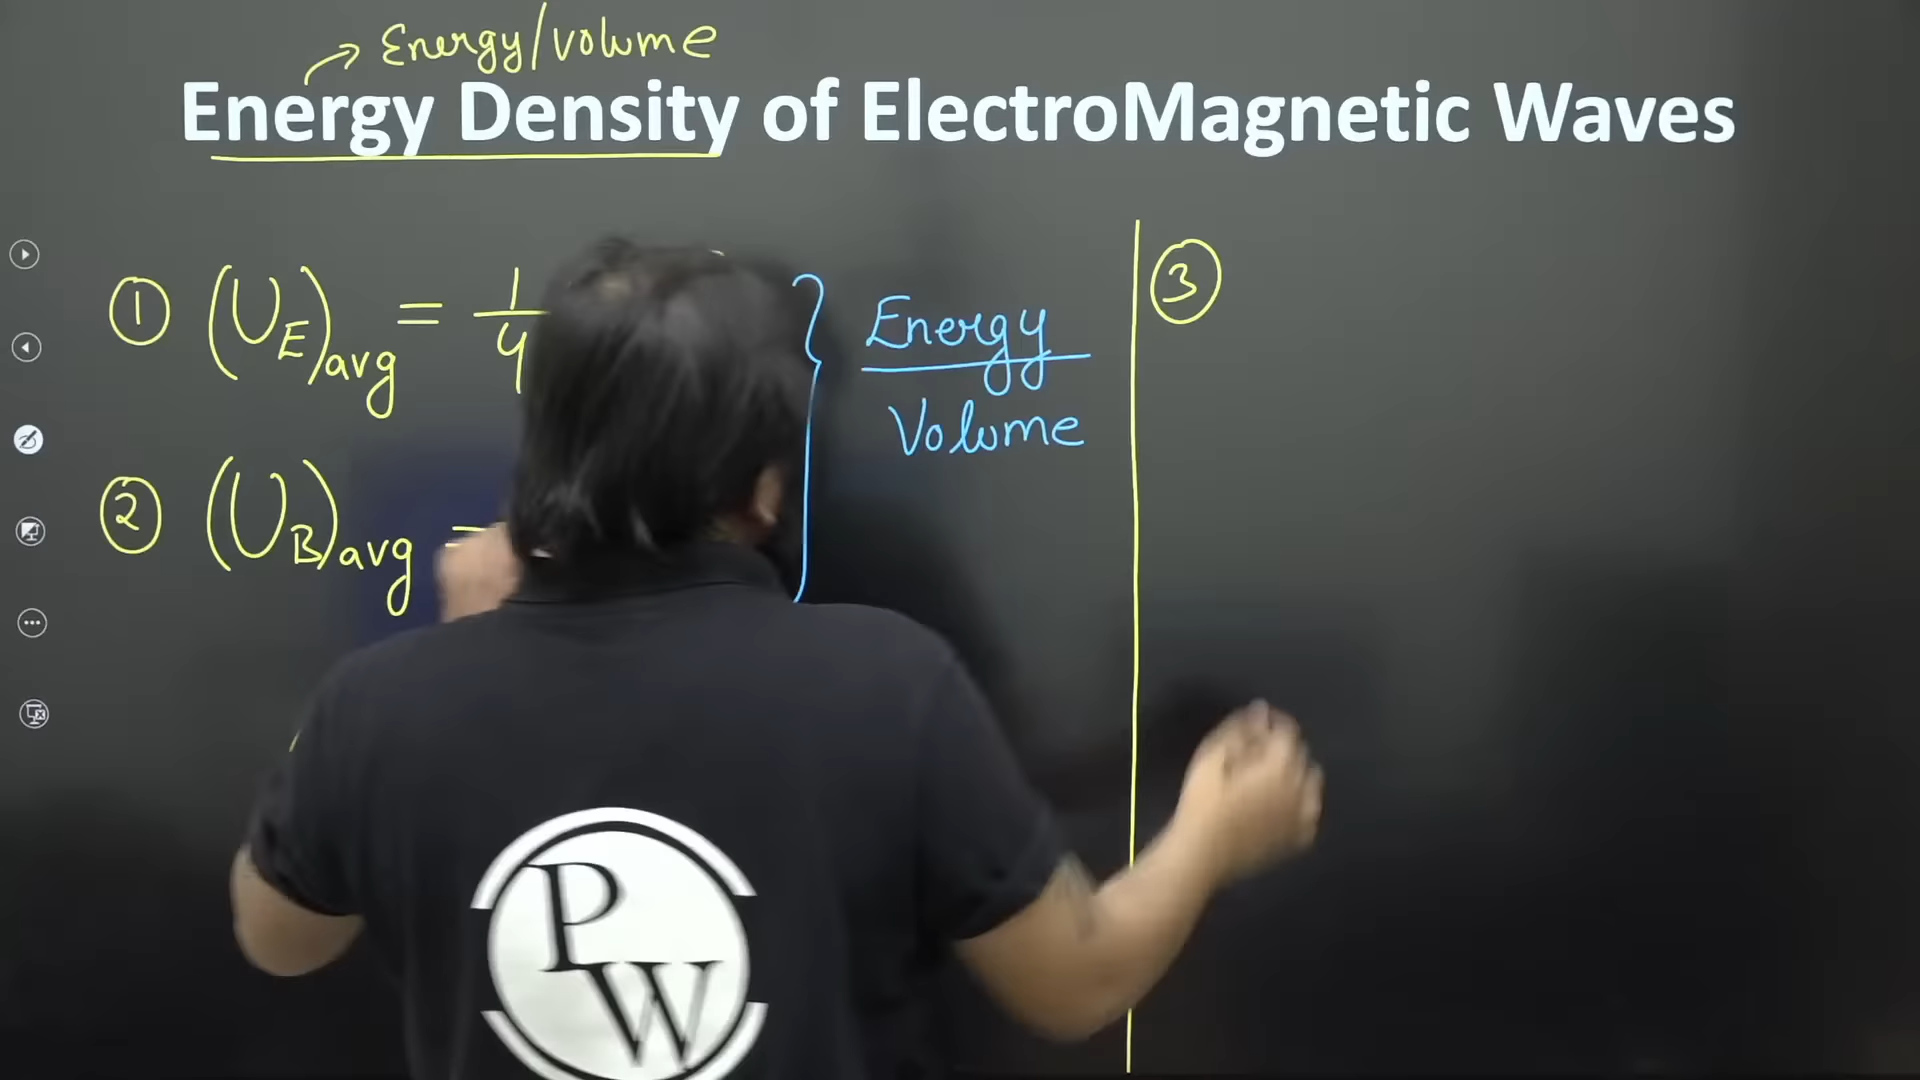 Energy/volume
Energy Density of ElectroMagnetic Waves
① (U_E)avg = 1/4
② (U_B)avg =
Energy
Volume
③
PW